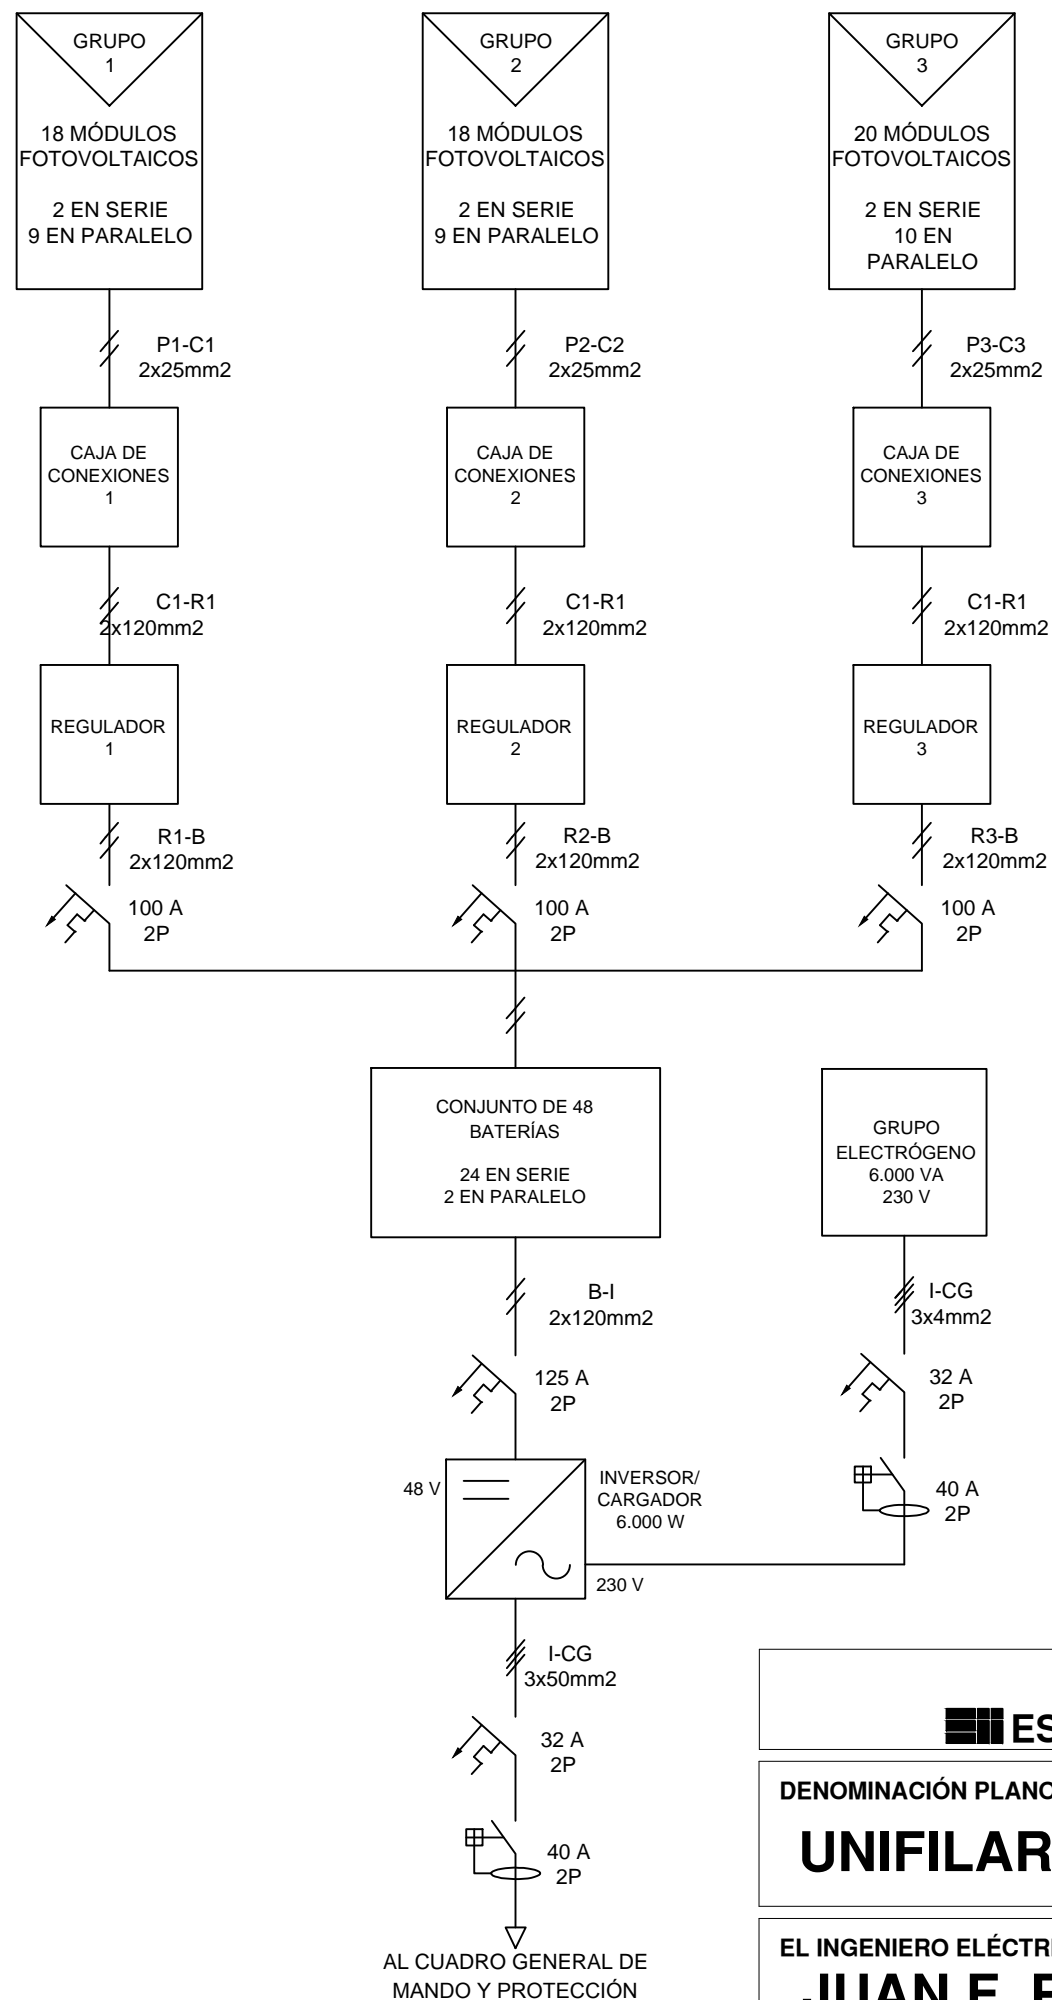 GRUPO
1
18 MÓDULOS
FOTOVOLTAICOS
2 EN SERIE
9 EN PARALELO
GRUPO
2
18 MÓDULOS
FOTOVOLTAICOS
2 EN SERIE
9 EN PARALELO
GRUPO
3
20 MÓDULOS
FOTOVOLTAICOS
2 EN SERIE
10 EN
PARALELO
P1-C1
2x25mm2
P2-C2
2x25mm2
P3-C3
2x25mm2
CAJA DE
CONEXIONES
1
CAJA DE
CONEXIONES
2
CAJA DE
CONEXIONES
3
C1-R1
2x120mm2
C1-R1
2x120mm2
C1-R1
2x120mm2
REGULADOR
1
REGULADOR
2
REGULADOR
3
R1-B
2x120mm2
R2-B
2x120mm2
R3-B
2x120mm2
100 A
2P
100 A
2P
100 A
2P
CONJUNTO DE 48
BATERÍAS
24 EN SERIE
2 EN PARALELO
GRUPO
ELECTRÓGENO
6.000 VA
230 V
B-I
2x120mm2
I-CG
3x4mm2
125 A
2P
32 A
2P
48 V
INVERSOR/
CARGADOR
6.000 W
230 V
40 A
2P
I-CG
3x50mm2
32 A
2P
40 A
2P
AL CUADRO GENERAL DE
MANDO Y PROTECCIÓN
ES
DENOMINACIÓN PLANO
UNIFILAR
EL INGENIERO ELÉCTRI
JUAN E. P